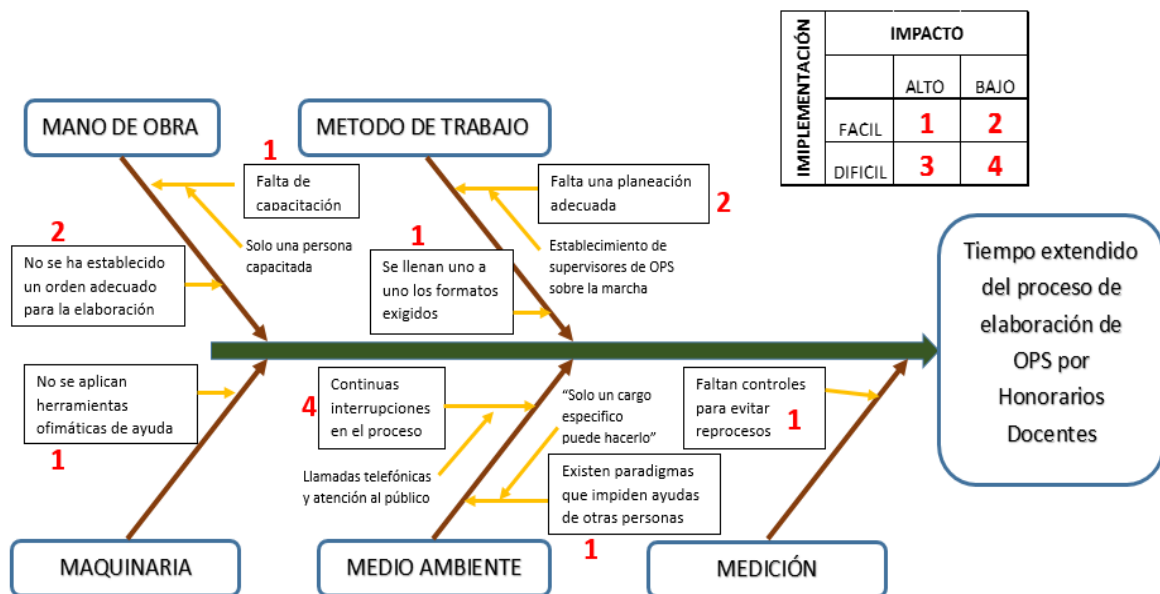 IMIPLEMENTACIÓN
IMPACTO
ALTO BAJO
FACIL 1 2
DIFICIL 3 4
MANO DE OBRA
METODO DE TRABAJO
1
Falta de
capacitación
Solo una persona
capacitada
2
No se ha establecido
un orden adecuado
para la elaboración
Falta una planeación
adecuada
2
Establecimiento de
supervisores de OPS
sobre la marcha
1
Se llenan uno a
uno los formatos
exigidos
Tiempo extendido
del proceso de
elaboración de
OPS por
Honorarios
Docentes
No se aplican
herramientas
ofimáticas de ayuda
1
4
Continuas
interrupciones
en el proceso
Llamadas telefónicas
y atención al público
“Solo un cargo
especifico
puede hacerlo”
Existen paradigmas
que impiden ayudas
de otras personas
1
Faltan controles
para evitar
reprocesos
1
MAQUINARIA
MEDIO AMBIENTE
MEDICIÓN